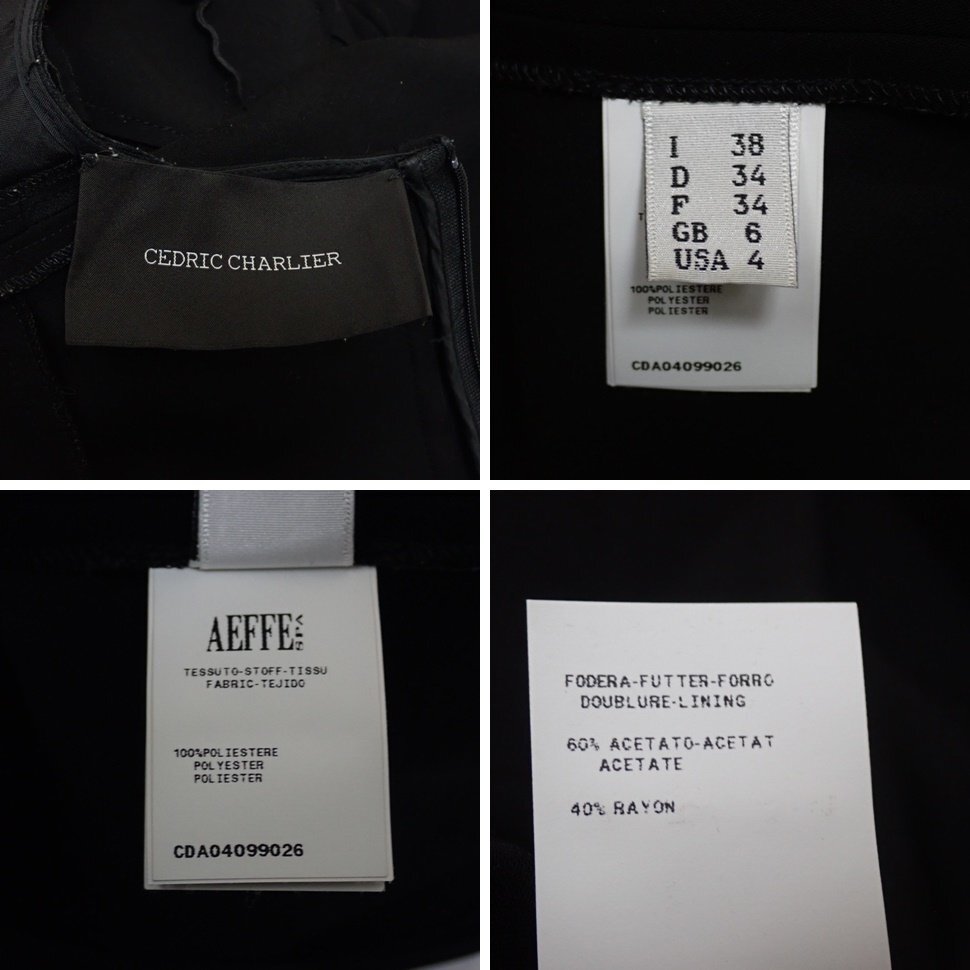 CEDRIC CHARLIER
I 38
D 34
F 34
GB 6
USA 4
100%POLIESTERE
POLYESTER
POLIESTER
CDA04099026
AEFFE SPA
TESSUTO-STOFF-TISSU
FABRIC-TEJIDO
100%POLIESTERE
POLYESTER
POLIESTER
CDA04099026
FODERA-FUTTER-FORRO
DOUBLURE-LINING
60% ACETATO-ACETAT
ACETATE
40% RAYON